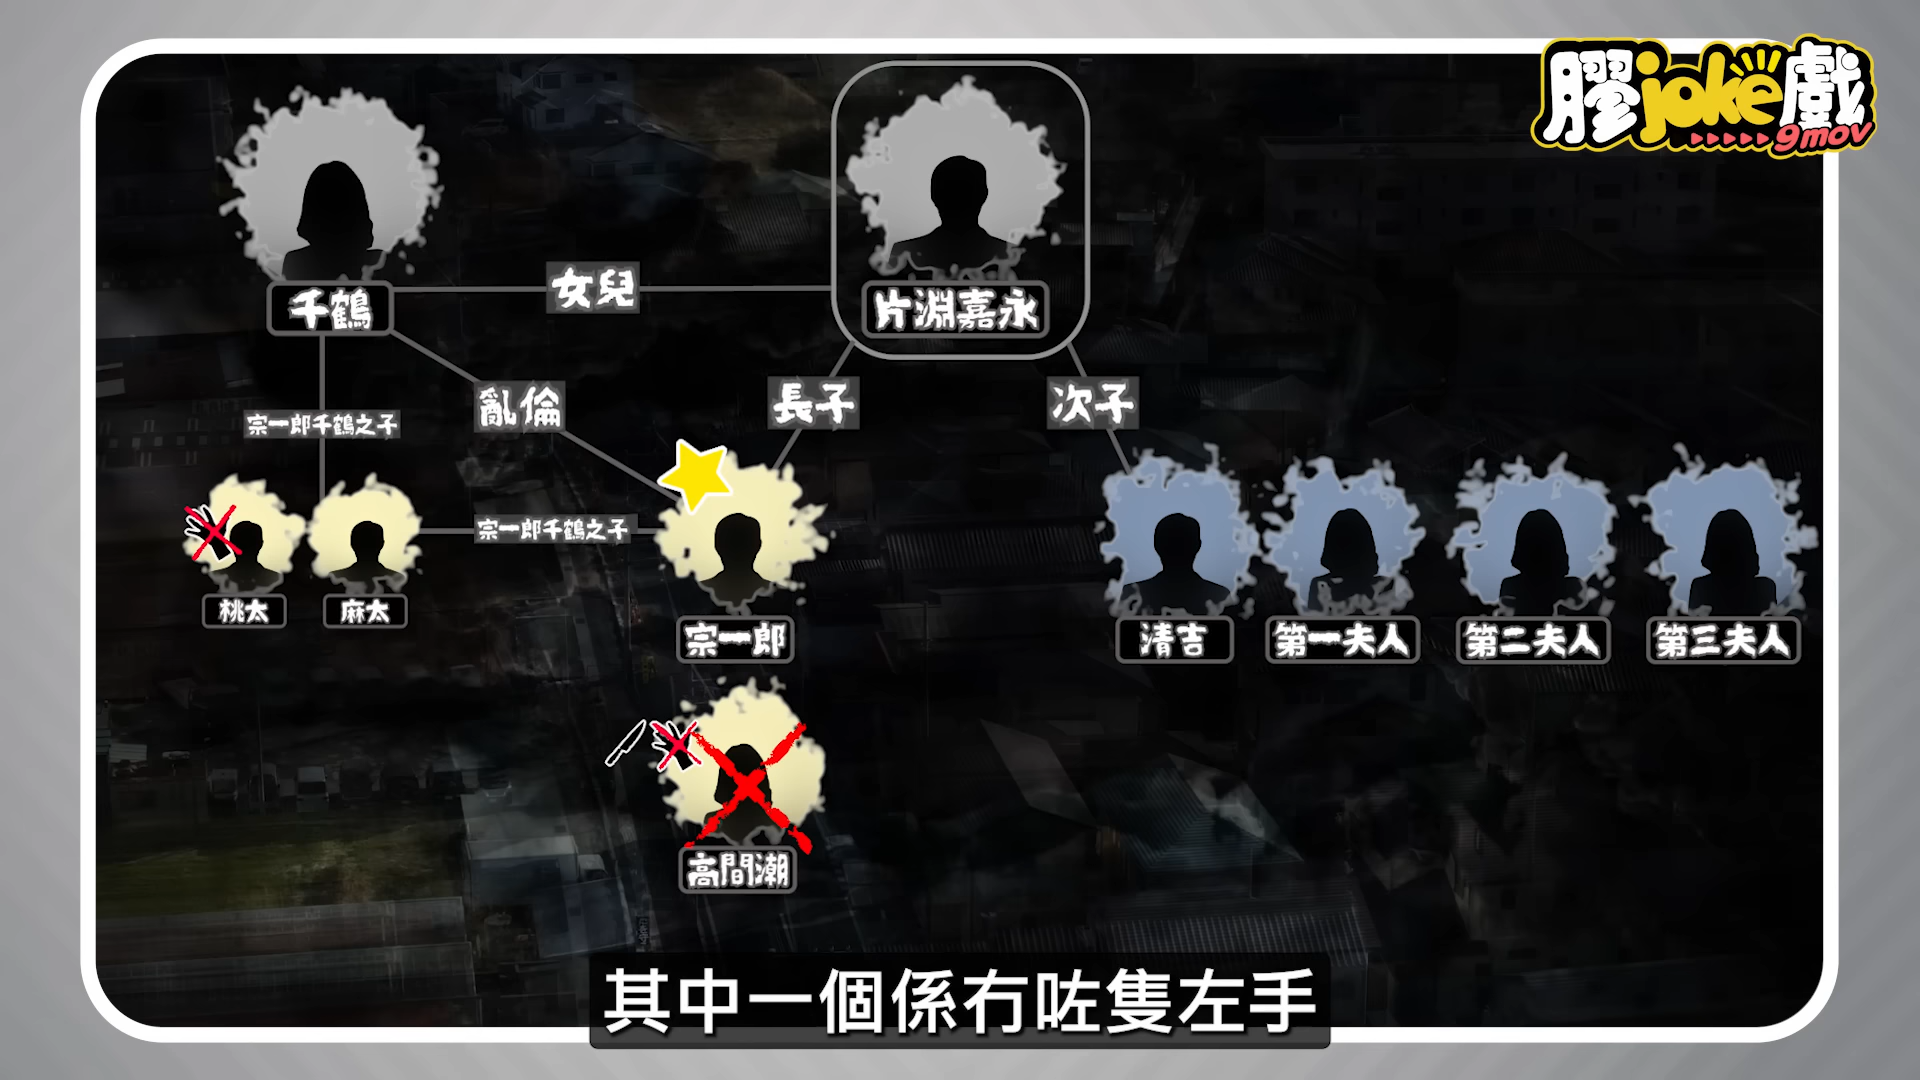 膠joke戲
9mov
千鶴
女兒
片淵嘉永
亂倫
長子
次子
宗一郎千鶴之子
宗一郎千鶴之子
桃太
麻太
宗一郎
清吉
第一夫人
第二夫人
第三夫人
高間潮
其中一個係冇咗隻左手